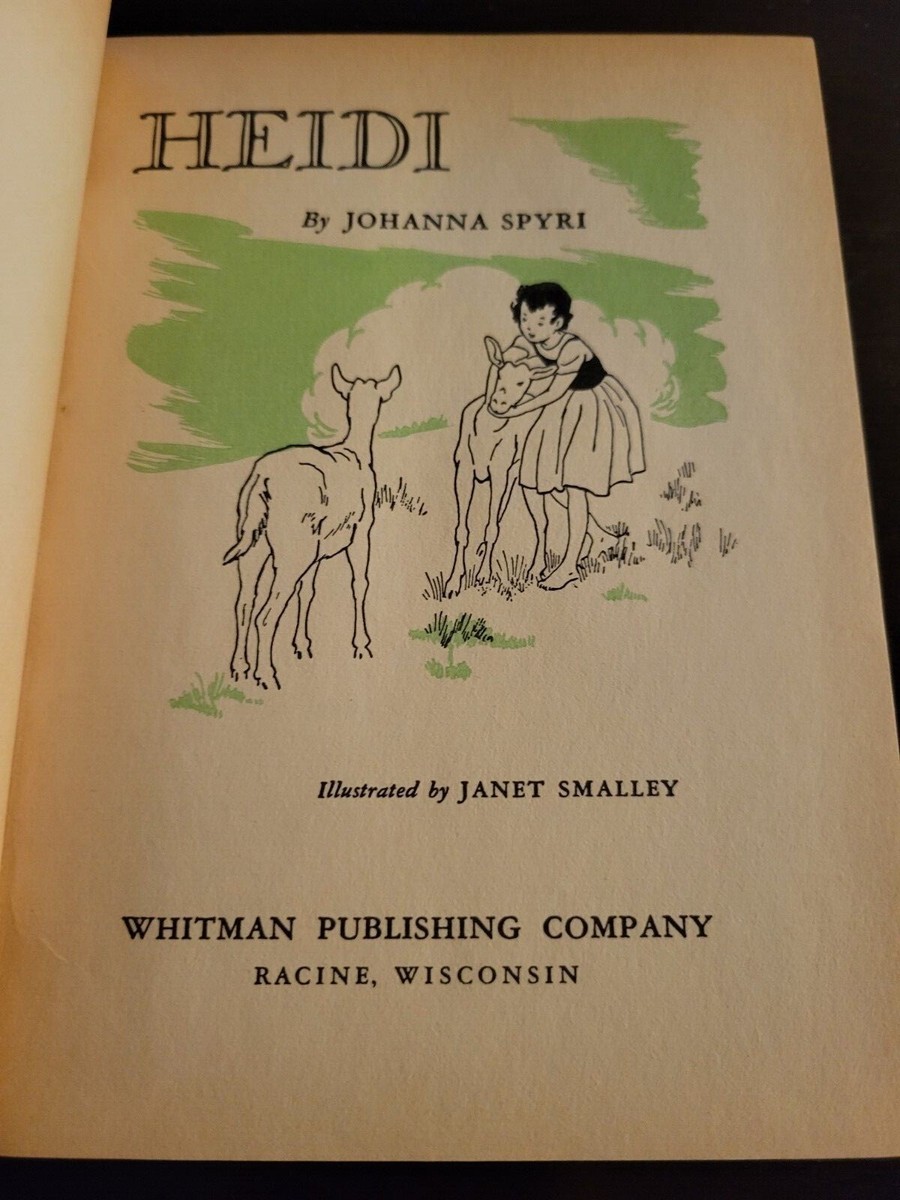 HEIDI
By JOHANNA SPYRI
Illustrated by JANET SMALLEY
WHITMAN PUBLISHING COMPANY
RACINE, WISCONSIN